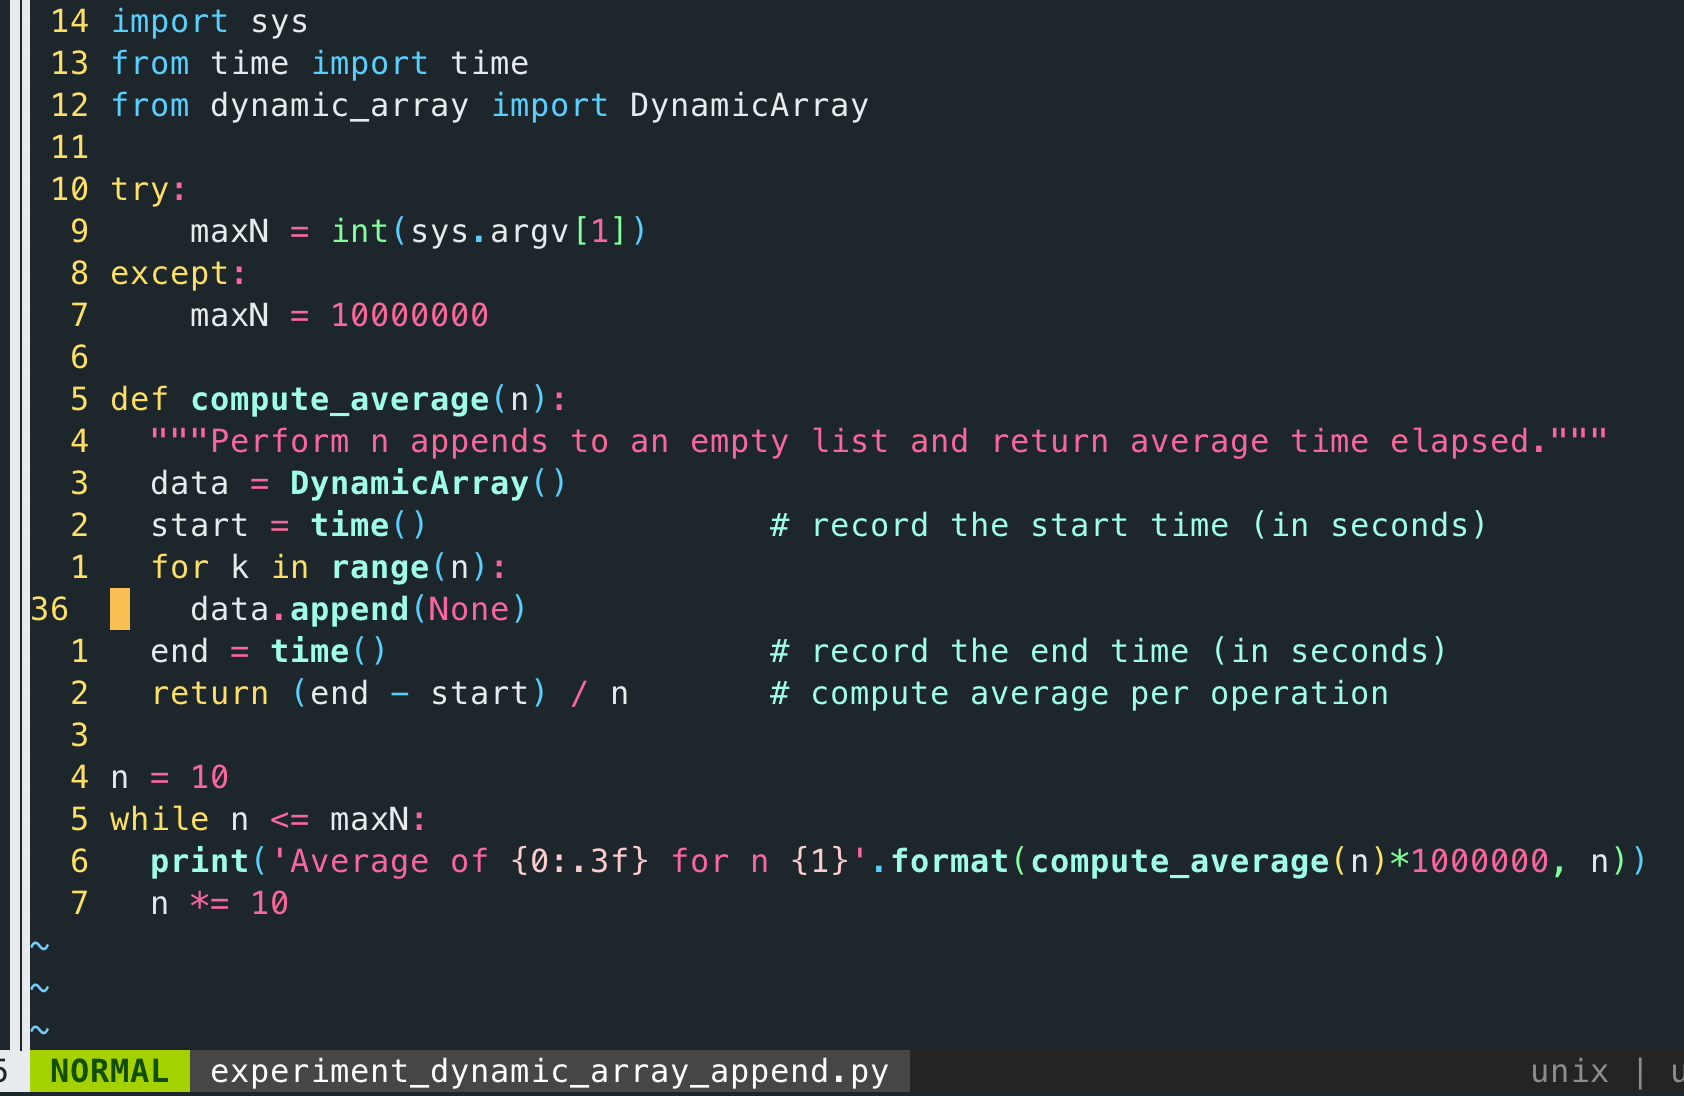 14 import sys
13 from time import time
12 from dynamic_array import DynamicArray
11
10 try:
9     maxN = int(sys.argv[1])
8 except:
7     maxN = 10000000
6
5 def compute_average(n):
4   """Perform n appends to an empty list and return average time elapsed."""
3   data = DynamicArray()
2   start = time()                 # record the start time (in seconds)
1   for k in range(n):
36     data.append(None)
1   end = time()                   # record the end time (in seconds)
2   return (end - start) / n       # compute average per operation
3
4 n = 10
5 while n <= maxN:
6   print('Average of {0:.3f} for n {1}'.format(compute_average(n)*1000000, n))
7   n *= 10
~
~
~
NORMAL experiment_dynamic_array_append.py unix |